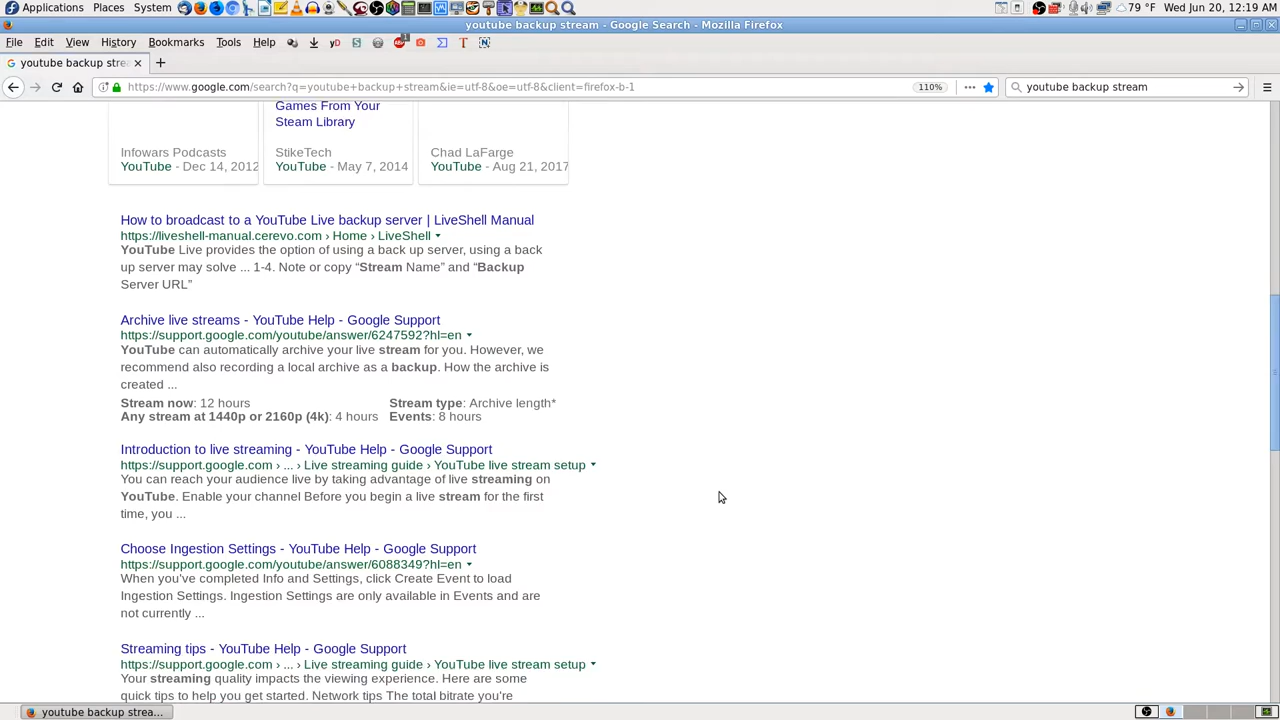 Applications Places System 79 °F Wed Jun 20, 12:19 AM
youtube backup stream - Google Search - Mozilla Firefox
File Edit View History Bookmarks Tools Help
youtube backup strea
https://www.google.com/search?q=youtube+backup+stream&ie=utf-8&oe=utf-8&client=firefox-b-1 110% youtube backup stream
Games From Your
Steam Library
Infowars Podcasts StikeTech Chad LaFarge
YouTube - Dec 14, 2012 YouTube - May 7, 2014 YouTube - Aug 21, 2017
How to broadcast to a YouTube Live backup server | LiveShell Manual
https://liveshell-manual.cerevo.com › Home › LiveShell
YouTube Live provides the option of using a back up server, using a back
up server may solve ... 1-4. Note or copy “Stream Name” and “Backup
Server URL”
Archive live streams - YouTube Help - Google Support
https://support.google.com/youtube/answer/6247592?hl=en
YouTube can automatically archive your live stream for you. However, we
recommend also recording a local archive as a backup. How the archive is
created ...
Stream now: 12 hours Stream type: Archive length*
Any stream at 1440p or 2160p (4k): 4 hours Events: 8 hours
Introduction to live streaming - YouTube Help - Google Support
https://support.google.com › ... › Live streaming guide › YouTube live stream setup
You can reach your audience live by taking advantage of live streaming on
YouTube. Enable your channel Before you begin a live stream for the first
time, you ...
Choose Ingestion Settings - YouTube Help - Google Support
https://support.google.com/youtube/answer/6088349?hl=en
When you've completed Info and Settings, click Create Event to load
Ingestion Settings. Ingestion Settings are only available in Events and are
not currently ...
Streaming tips - YouTube Help - Google Support
https://support.google.com › ... › Live streaming guide › YouTube live stream setup
Your streaming quality impacts the viewing experience. Here are some
quick tips to help you get started. Network tips The total bitrate you're
youtube backup strea...